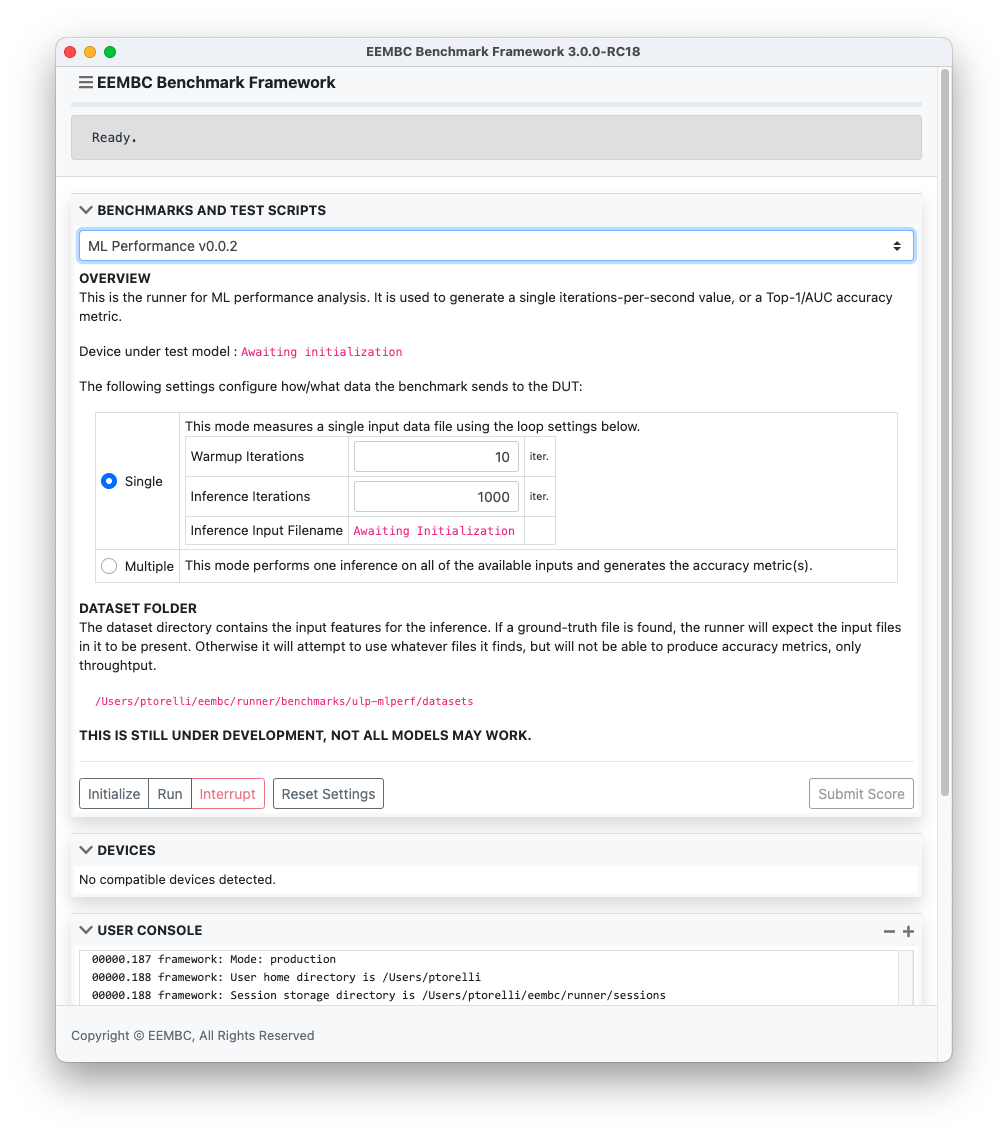 EEMBC Benchmark Framework 3.0.0-RC18
EEMBC Benchmark Framework
Ready.
BENCHMARKS AND TEST SCRIPTS
ML Performance v0.0.2
OVERVIEW
This is the runner for ML performance analysis. It is used to generate a single iterations-per-second value, or a Top-1/AUC accuracy
metric.
Device under test model : Awaiting initialization
The following settings configure how/what data the benchmark sends to the DUT:
This mode measures a single input data file using the loop settings below.
Warmup Iterations 10 iter.
Single
Inference Iterations 1000 iter.
Inference Input Filename Awaiting Initialization
Multiple This mode performs one inference on all of the available inputs and generates the accuracy metric(s).
DATASET FOLDER
The dataset directory contains the input features for the inference. If a ground-truth file is found, the runner will expect the input files
in it to be present. Otherwise it will attempt to use whatever files it finds, but will not be able to produce accuracy metrics, only
throughtput.
/Users/ptorelli/eembc/runner/benchmarks/ulp-mlperf/datasets
THIS IS STILL UNDER DEVELOPMENT, NOT ALL MODELS MAY WORK.
Initialize Run Interrupt Reset Settings Submit Score
DEVICES
No compatible devices detected.
USER CONSOLE
00000.187 framework: Mode: production
00000.188 framework: User home directory is /Users/ptorelli
00000.188 framework: Session storage directory is /Users/ptorelli/eembc/runner/sessions
Copyright © EEMBC, All Rights Reserved